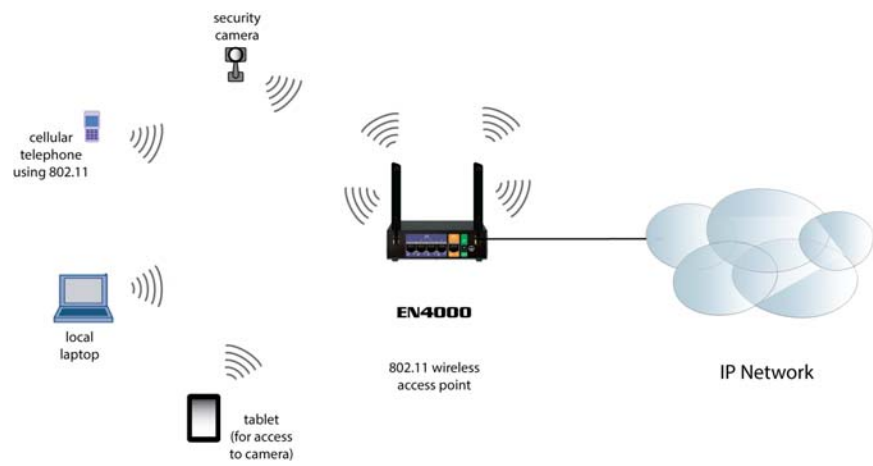 security
camera
cellular
telephone
using 802.11
local
laptop
tablet
(for access
to camera)
EN4000
802.11 wireless
access point
IP Network